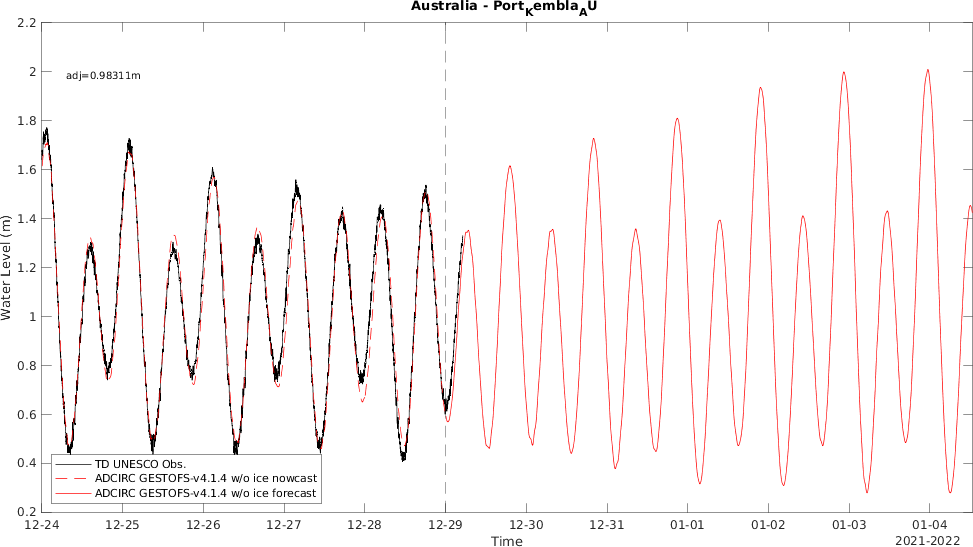 Australia - PortKemblaAU
2.2
adj=0.98311m
2
1.8
1.6
1.4
1.2
1
0.8
0.6
0.4
0.2
Water Level (m)
TD UNESCO Obs.
ADCIRC GESTOFS-v4.1.4 w/o ice nowcast
ADCIRC GESTOFS-v4.1.4 w/o ice forecast
12-24 12-25 12-26 12-27 12-28 12-29 12-30 12-31 01-01 01-02 01-03 01-04
Time
2021-2022